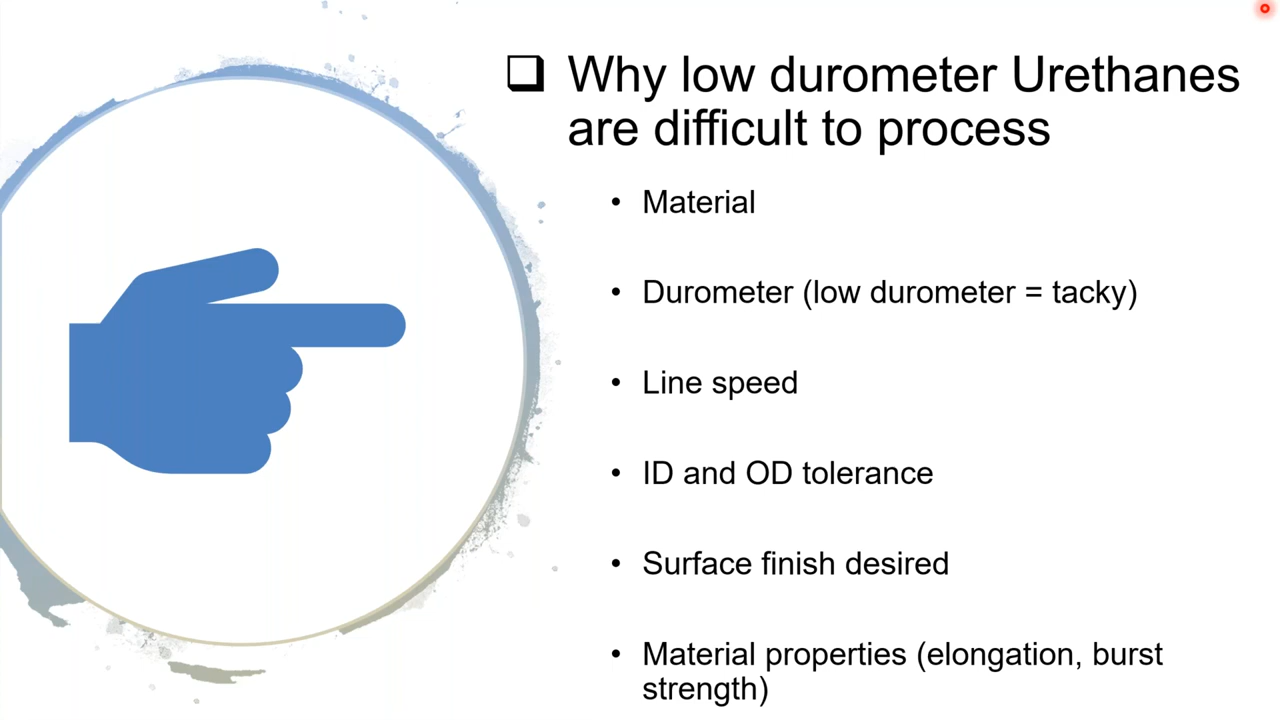 ❑ Why low durometer Urethanes
are difficult to process
• Material
• Durometer (low durometer = tacky)
• Line speed
• ID and OD tolerance
• Surface finish desired
• Material properties (elongation, burst
strength)